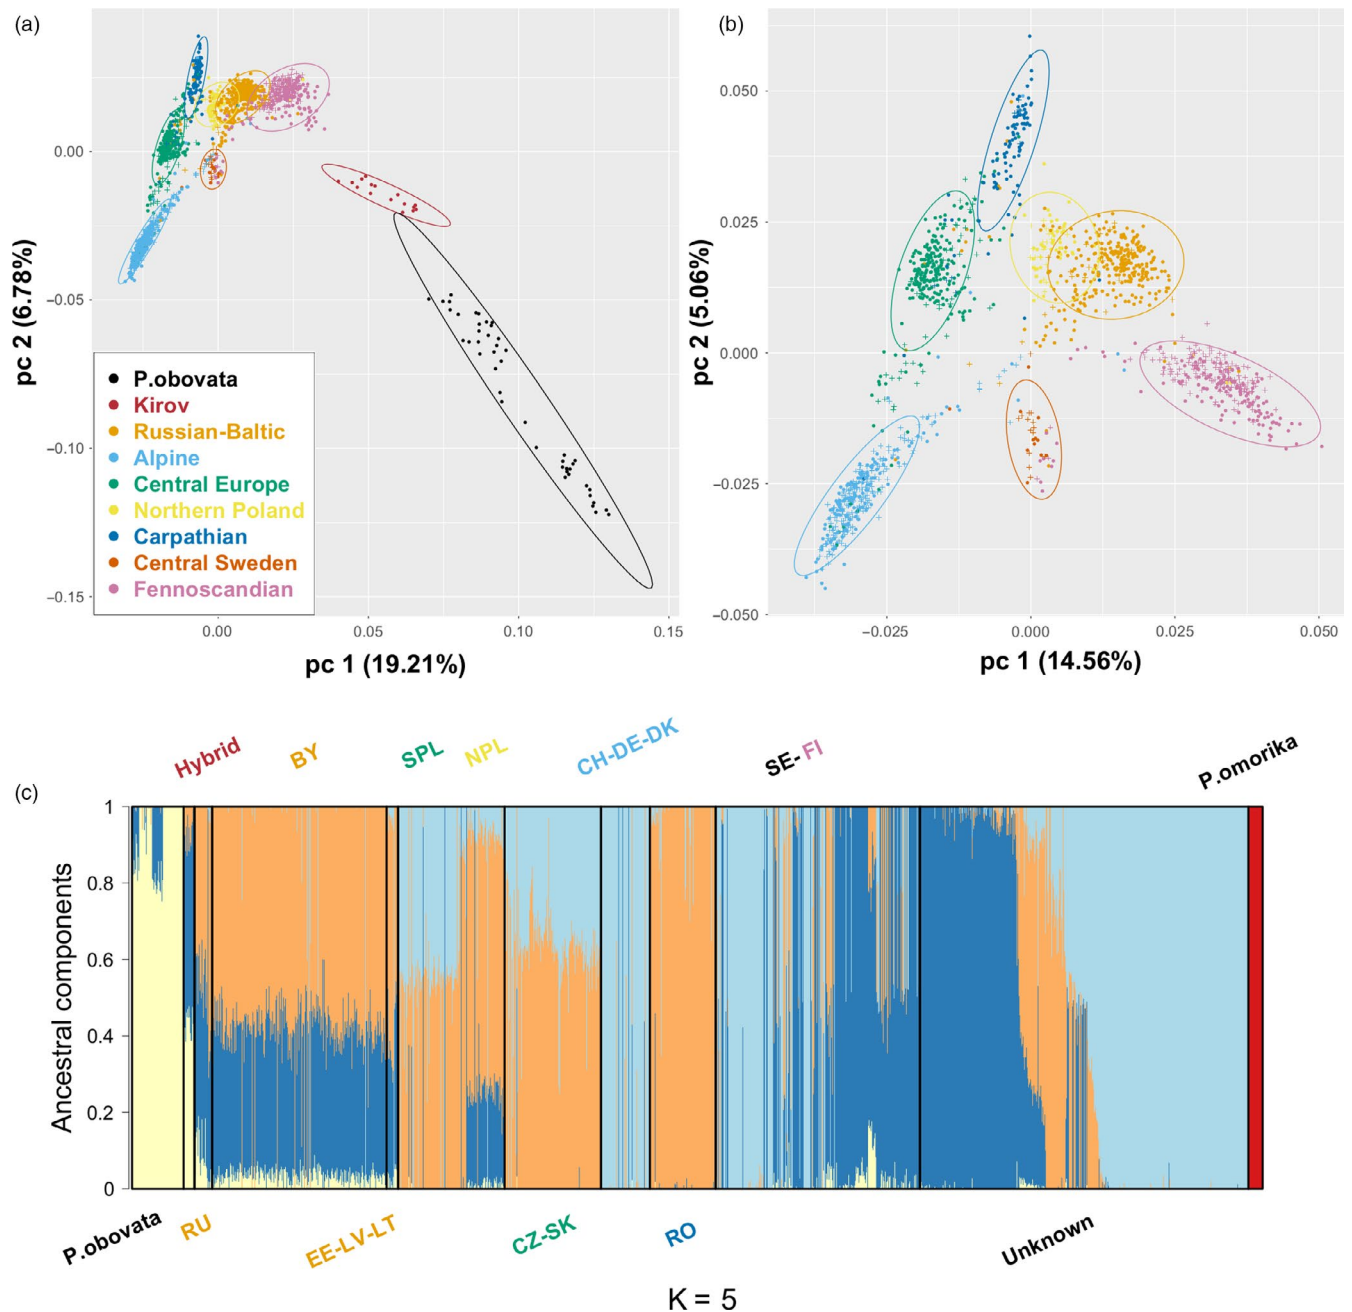 (a)
pc 2 (6.78%)
0.00
−0.05
−0.10
−0.15
P.obovata
Kirov
Russian-Baltic
Alpine
Central Europe
Northern Poland
Carpathian
Central Sweden
Fennoscandian
0.00 0.05 0.10 0.15
pc 1 (19.21%)
(b)
pc 2 (5.06%)
0.050
0.025
0.000
−0.025
−0.050
−0.025 0.000 0.025 0.050
pc 1 (14.56%)
(c)
Hybrid BY SPL NPL CH-DE-DK SE-FI P.omorika
Ancestral components
1
0.8
0.6
0.4
0.2
0
P.obovata RU EE-LV-LT CZ-SK RO Unknown
K = 5